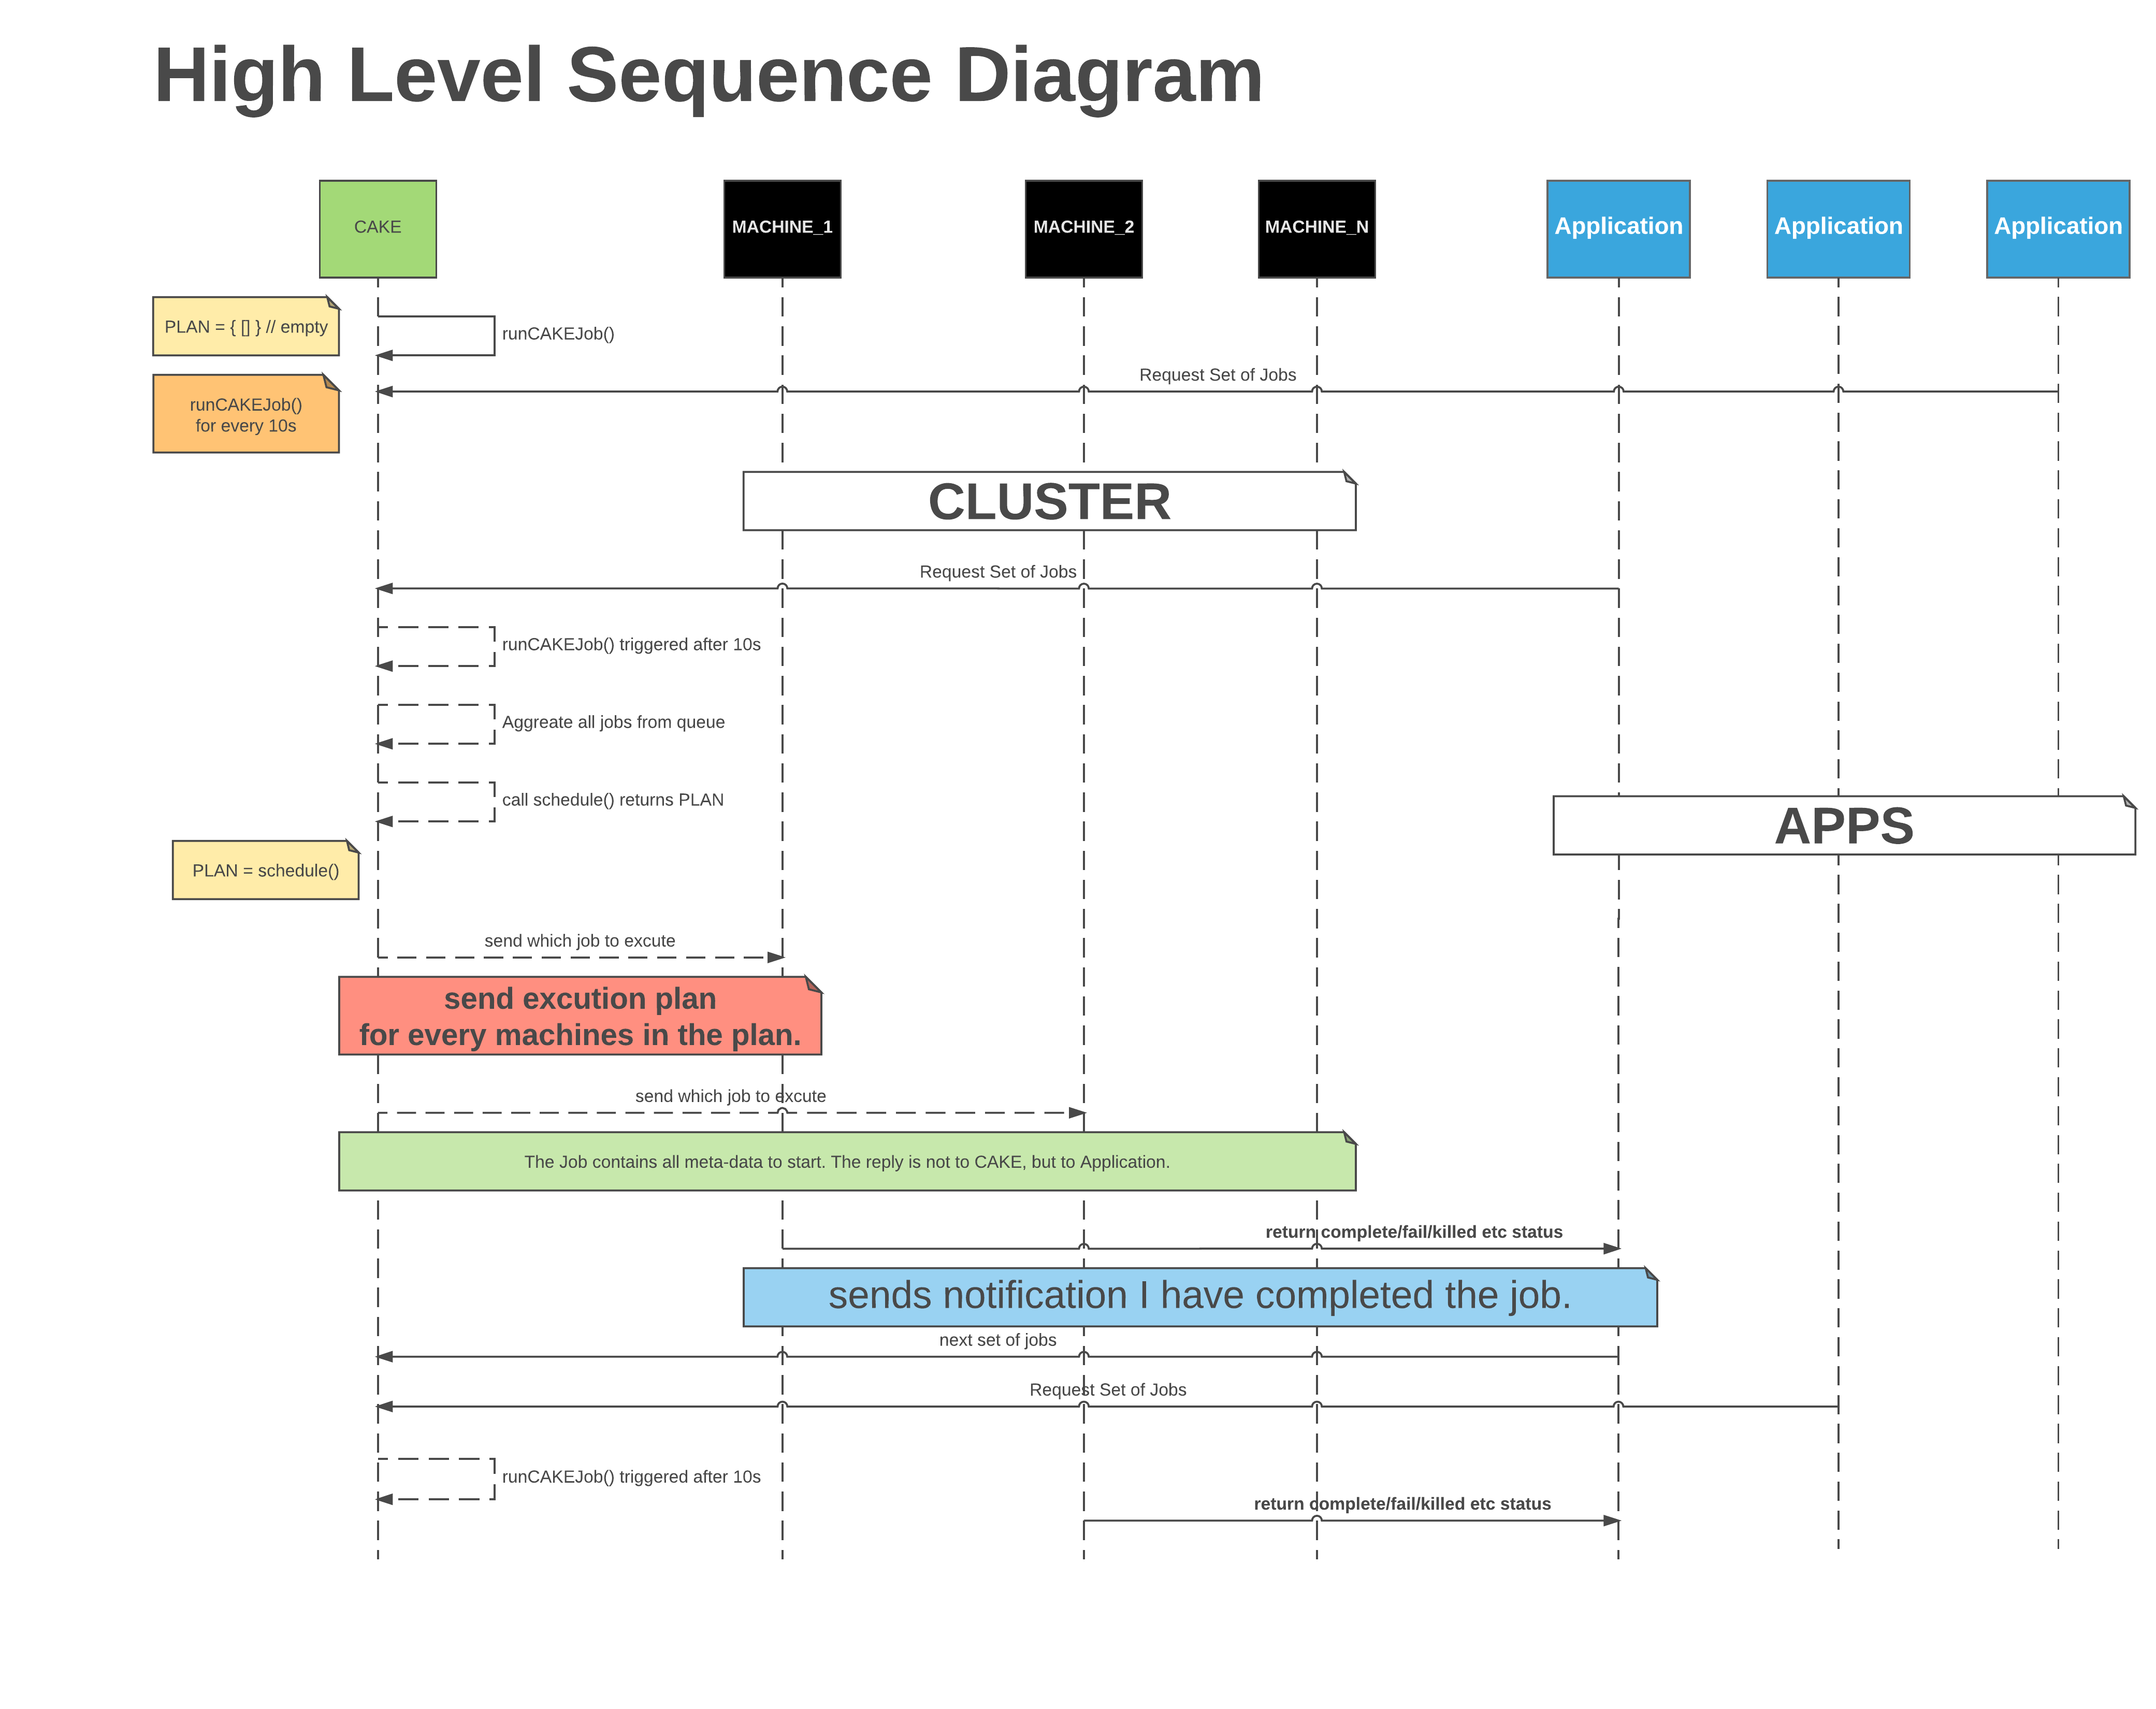 High Level Sequence Diagram
CAKE
MACHINE_1
MACHINE_2
MACHINE_N
Application
Application
Application
PLAN = { [] } // empty
runCAKEJob()
Request Set of Jobs
runCAKEJob()
for every 10s
CLUSTER
Request Set of Jobs
runCAKEJob() triggered after 10s
Aggreate all jobs from queue
call schedule() returns PLAN
APPS
PLAN = schedule()
send which job to excute
send excution plan
for every machines in the plan.
send which job to excute
The Job contains all meta-data to start. The reply is not to CAKE, but to Application.
return complete/fail/killed etc status
sends notification I have completed the job.
next set of jobs
Request Set of Jobs
runCAKEJob() triggered after 10s
return complete/fail/killed etc status